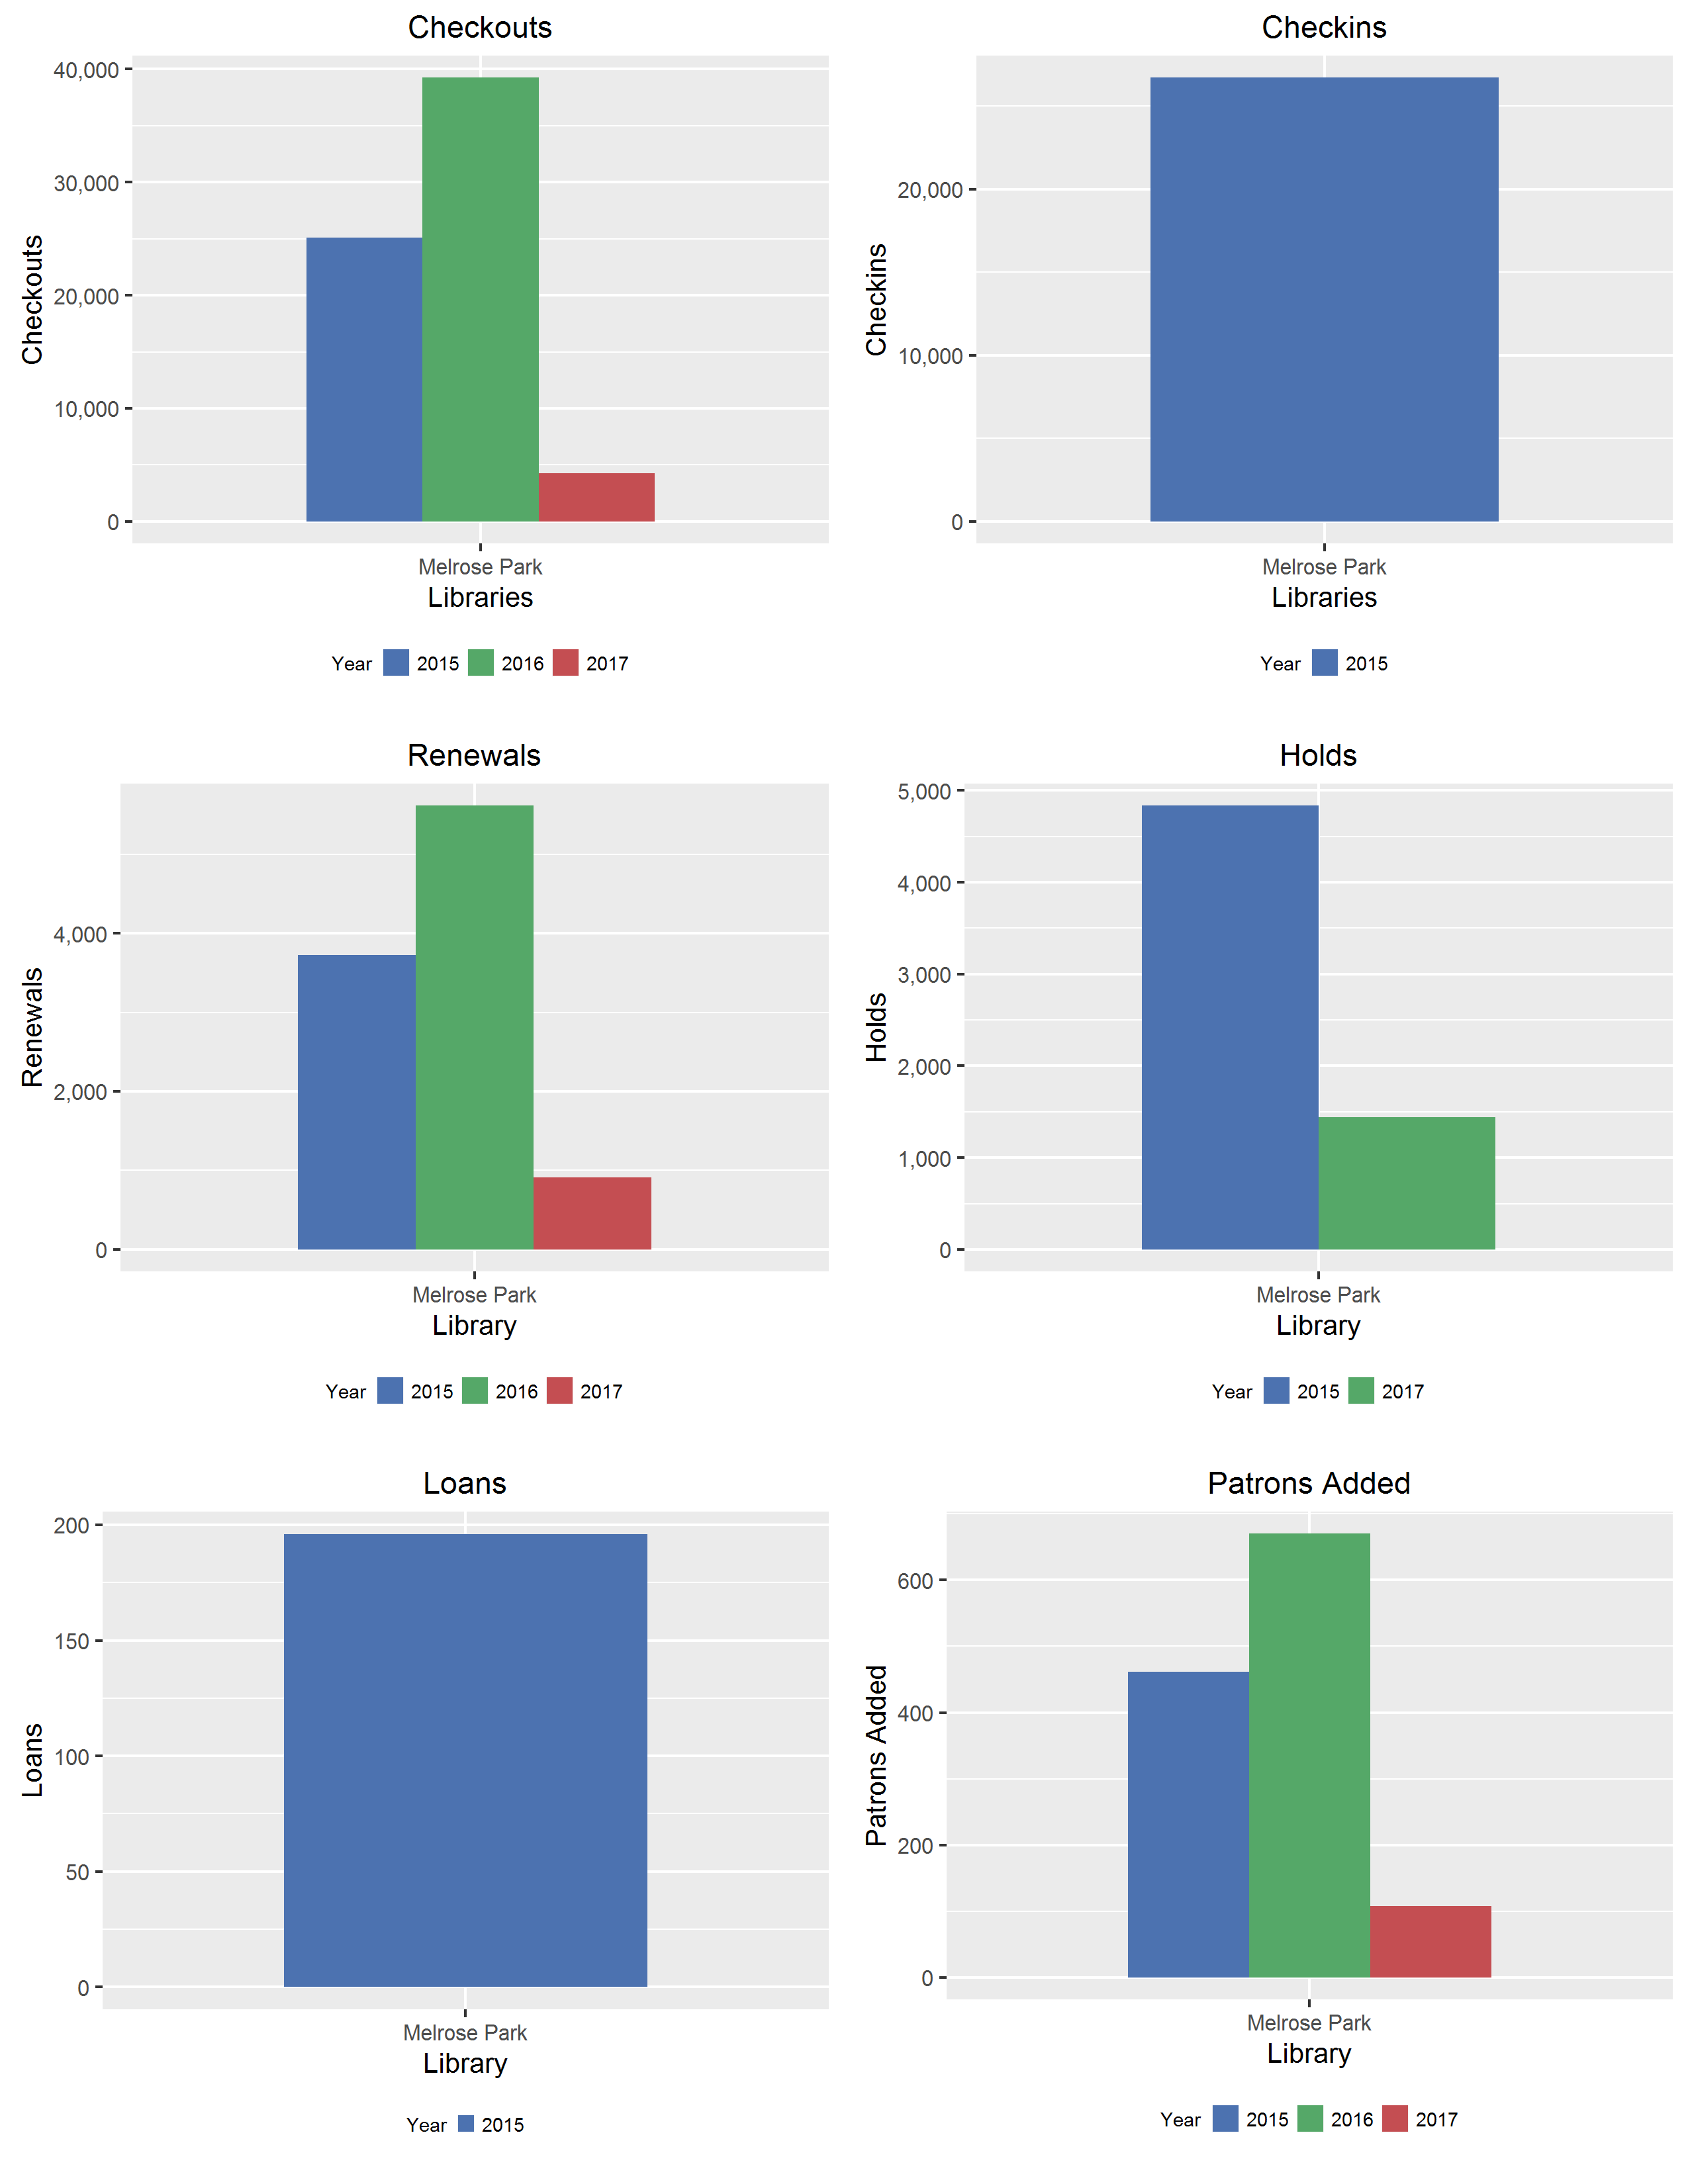 Checkouts
40,000
30,000
20,000
10,000
0
Checkouts
Melrose Park
Libraries
Year 2015 2016 2017
Checkins
20,000
10,000
0
Checkins
Melrose Park
Libraries
Year 2015
Renewals
4,000
2,000
0
Renewals
Melrose Park
Library
Year 2015 2016 2017
Holds
5,000
4,000
3,000
2,000
1,000
0
Holds
Melrose Park
Library
Year 2015 2017
Loans
200
150
100
50
0
Loans
Melrose Park
Library
Year 2015
Patrons Added
600
400
200
0
Patrons Added
Melrose Park
Library
Year 2015 2016 2017